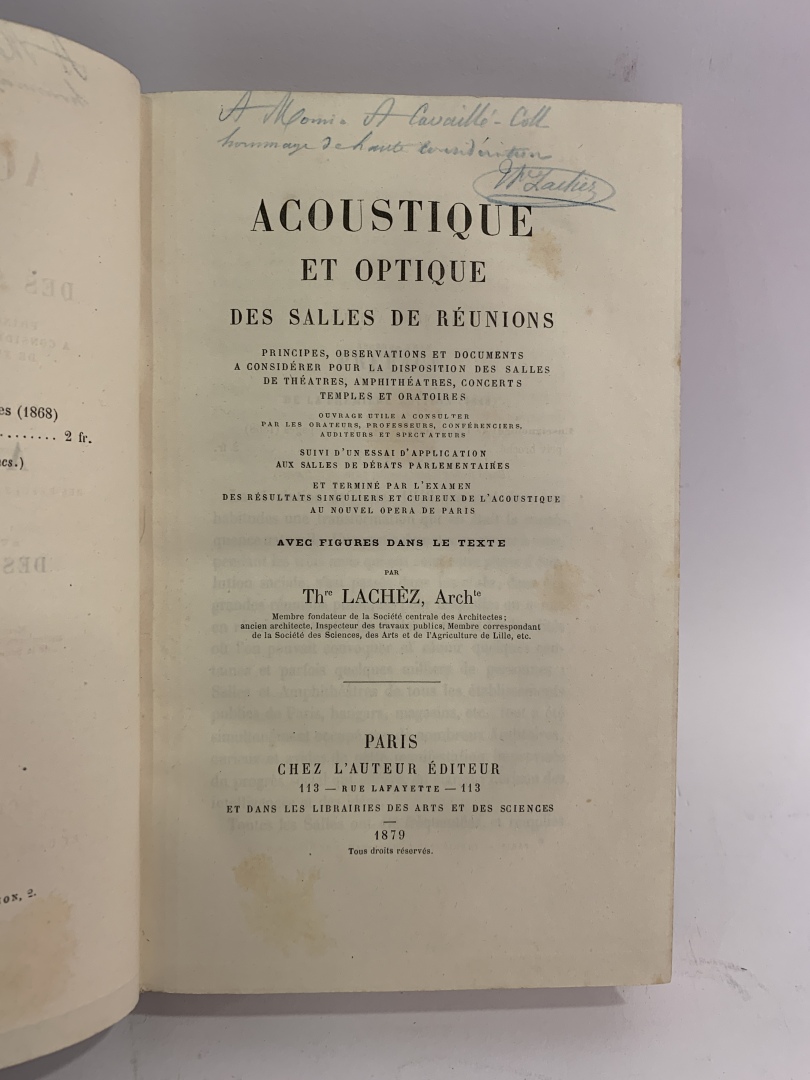 A Monsr A Cavaillé-Coll
hommage de haute considération
Th Lachèz
ACOUSTIQUE
ET OPTIQUE
DES SALLES DE RÉUNIONS
PRINCIPES, OBSERVATIONS ET DOCUMENTS
A CONSIDÉRER POUR LA DISPOSITION DES SALLES
DE THÉATRES, AMPHITHÉATRES, CONCERTS
TEMPLES ET ORATOIRES
OUVRAGE UTILE A CONSULTER
PAR LES ORATEURS, PROFESSEURS, CONFÉRENCIERS,
AUDITEURS ET SPECTATEURS
SUIVI D'UN ESSAI D'APPLICATION
AUX SALLES DE DÉBATS PARLEMENTAIRES
ET TERMINÉ PAR L'EXAMEN
DES RÉSULTATS SINGULIERS ET CURIEUX DE L'ACOUSTIQUE
AU NOUVEL OPERA DE PARIS
AVEC FIGURES DANS LE TEXTE
PAR
Thre LACHÈZ, Archte
Membre fondateur de la Société centrale des Architectes;
ancien architecte, Inspecteur des travaux publics, Membre correspondant
de la Société des Sciences, des Arts et de l'Agriculture de Lille, etc.
PARIS
CHEZ L'AUTEUR ÉDITEUR
113 — RUE LAFAYETTE — 113
ET DANS LES LIBRAIRIES DES ARTS ET DES SCIENCES
1879
Tous droits réservés.
es (1868)
........ 2 fr.
ncs.)
ON, 2.